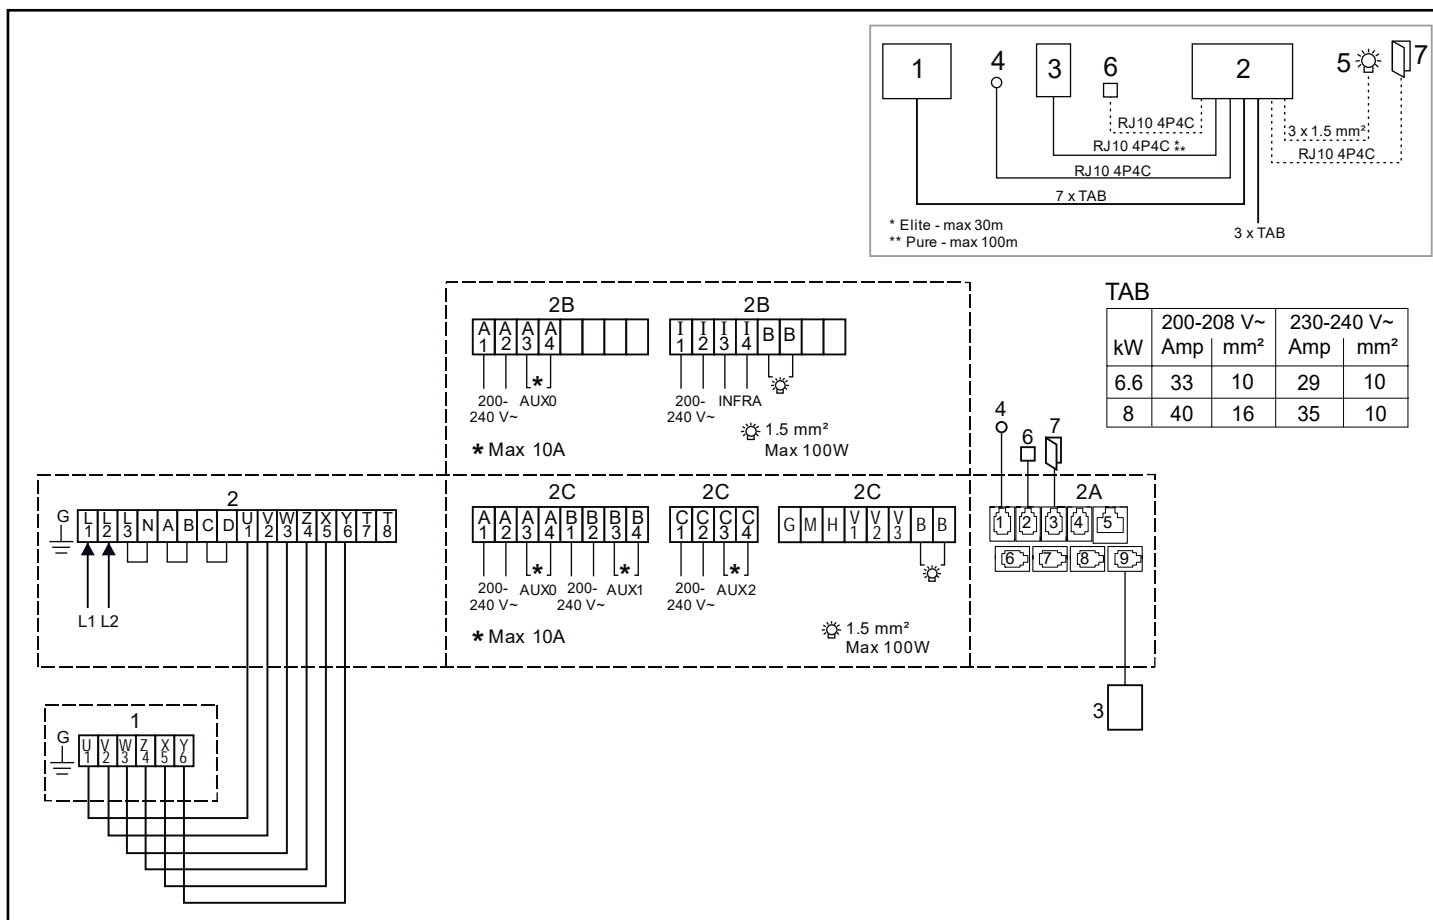 1 4 3 6 2 5 7
RJ10 4P4C
3 x 1.5 mm²
RJ10 4P4C *
**
RJ10 4P4C
RJ10 4P4C
7 x TAB
* Elite - max 30m
** Pure - max 100m
3 x TAB
TAB
200-208 V~ 230-240 V~
kW Amp mm² Amp mm²
6.6 33 10 29 10
8 40 16 35 10
2B
A1 A2 A3 A4
*
200-240 V~ AUX0
* Max 10A
2B
I1 I2 I3 I4 B B
200-240 V~ INFRA
1.5 mm²
Max 100W
2
G L1 L2 L3 N A B C D U1 V2 W3 Z4 X5 Y6 T7 T8
L1 L2
2C
A1 A2 A3 A4 B1 B2 B3 B4
* *
200-240 V~ AUX0 200-240 V~ AUX1
* Max 10A
2C
C1 C2 C3 C4
*
200-240 V~ AUX2
2C
G M H V1 V2 V3 B B
1.5 mm²
Max 100W
4
6
7
2A
1 2 3 4 5
6 7 8 9
3
1
G U1 V2 W3 Z4 X5 Y6